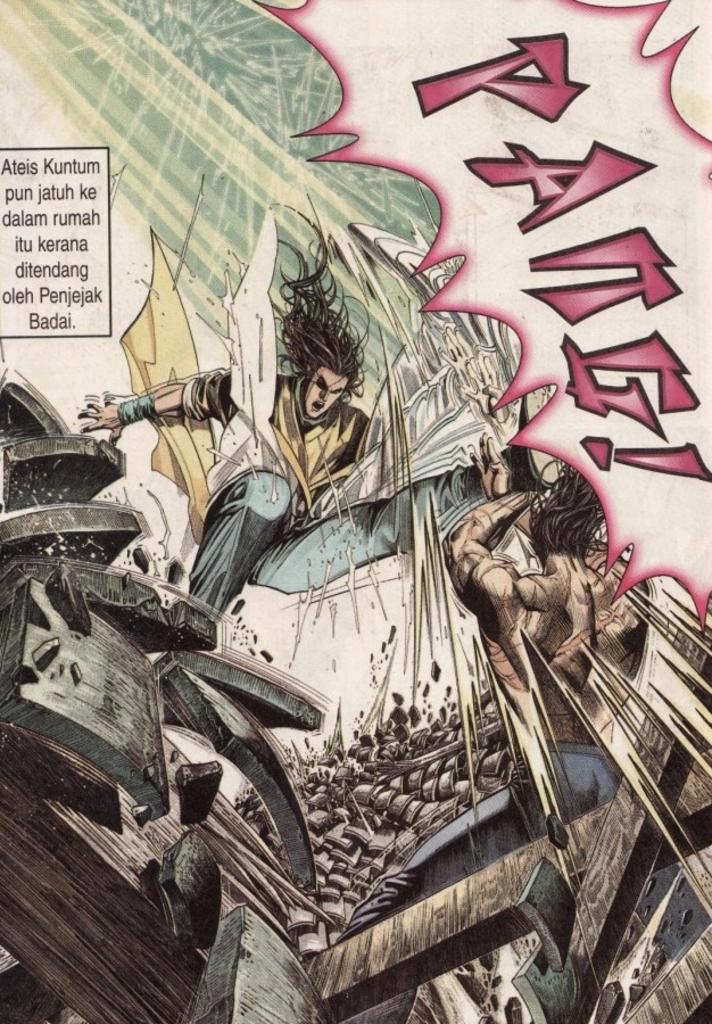 Ateis Kuntum
pun jatuh ke
dalam rumah
itu kerana
ditendang
oleh Penjejak
Badai.
PANG!